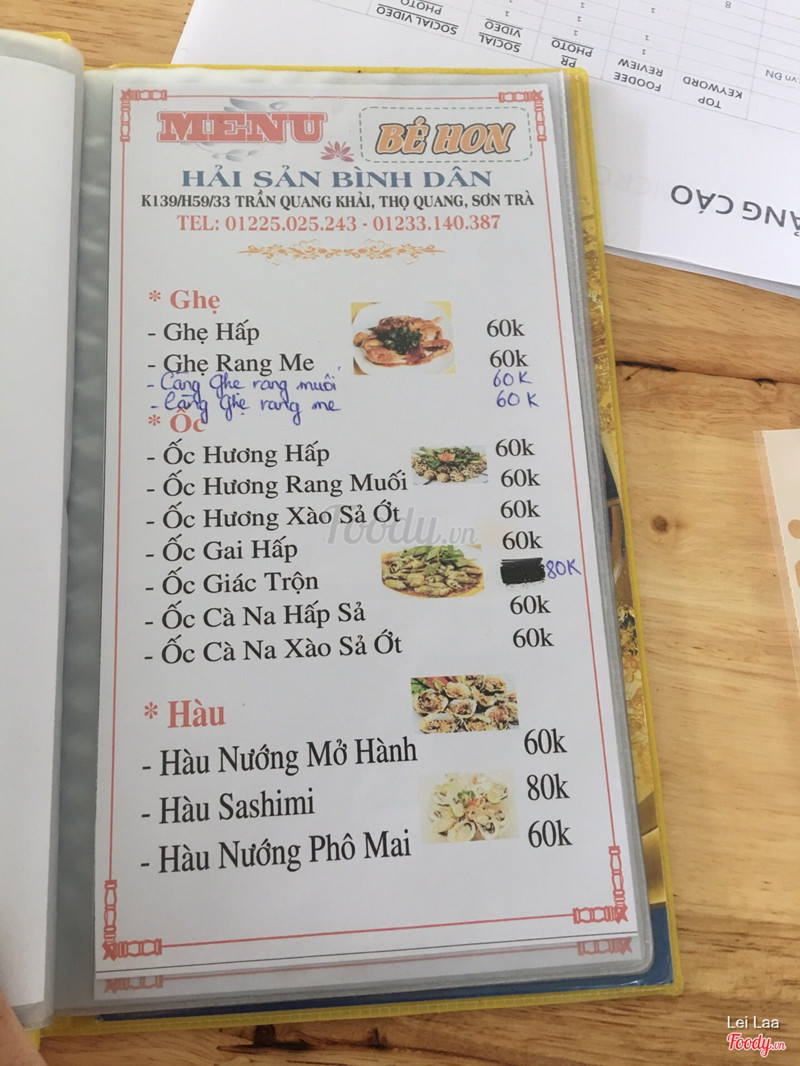 MENU
BÉ HON
HẢI SẢN BÌNH DÂN
K139/H59/33 TRẦN QUANG KHẢI, THỌ QUANG, SƠN TRÀ
TEL: 01225.025.243 - 01233.140.387
* Ghẹ
- Ghẹ Hấp 60k
- Ghẹ Rang Me 60k
- Càng Ghẹ rang muối 60K
- Càng Ghẹ rang me 60K
* Ốc
- Ốc Hương Hấp 60k
- Ốc Hương Rang Muối 60k
- Ốc Hương Xào Sả Ớt 60k
- Ốc Gai Hấp 60k
- Ốc Giác Trộn 80K
- Ốc Cà Na Hấp Sả 60k
- Ốc Cà Na Xào Sả Ớt 60k
* Hàu
- Hàu Nướng Mở Hành 60k
- Hàu Sashimi 80k
- Hàu Nướng Phô Mai 60k
Foody.vn
SOCIAL VIDEO
PHOTO
SOCIAL
VIDEO
PR
PHOTO
FOODEE
REVIEW
TOP
KEYWORD
ẢNG CÁO
Lei Laa
Foody.vn